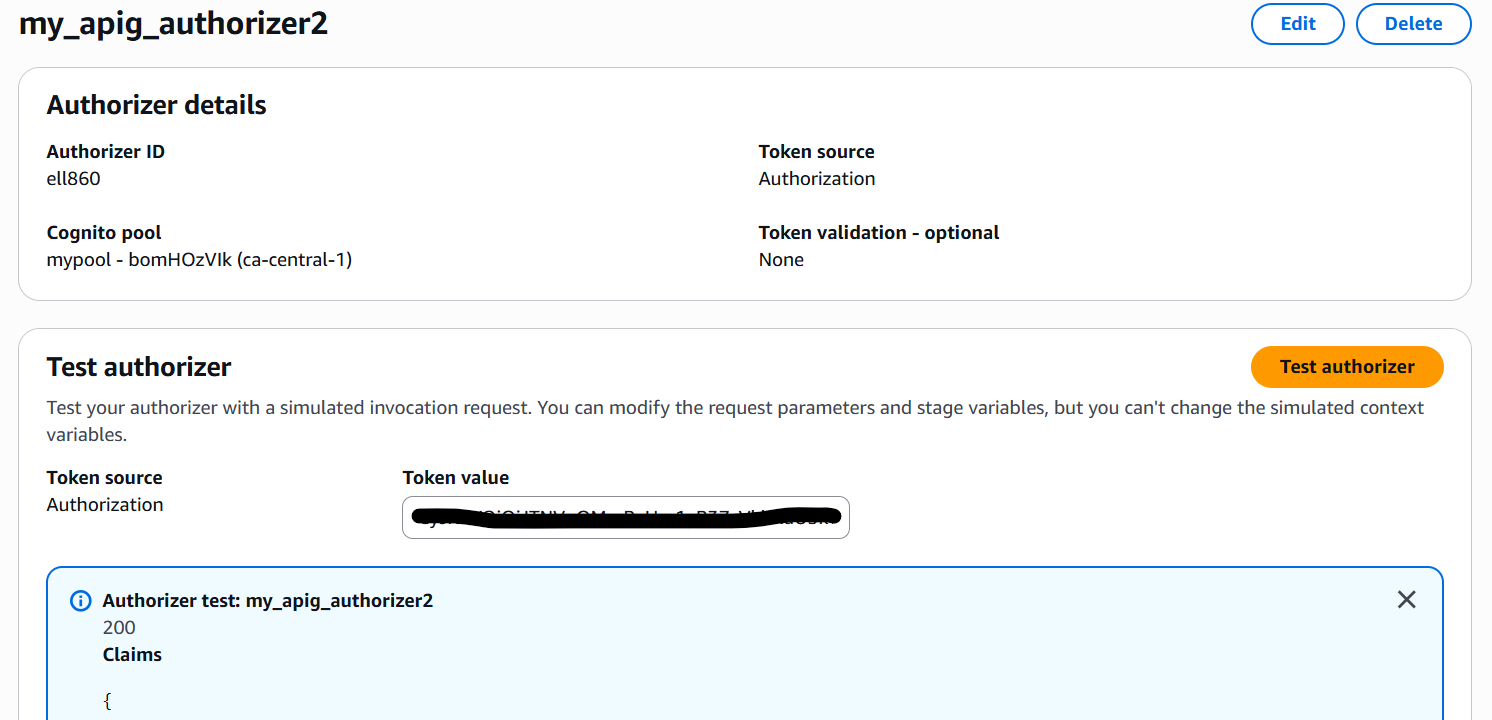 my_apig_authorizer2
Edit
Delete
Authorizer details
Authorizer ID
ell860
Token source
Authorization
Cognito pool
mypool - bomHOzVIk (ca-central-1)
Token validation - optional
None
Test authorizer
Test authorizer
Test your authorizer with a simulated invocation request. You can modify the request parameters and stage variables, but you can't change the simulated context
variables.
Token source
Authorization
Token value
Authorizer test: my_apig_authorizer2
200
Claims
{